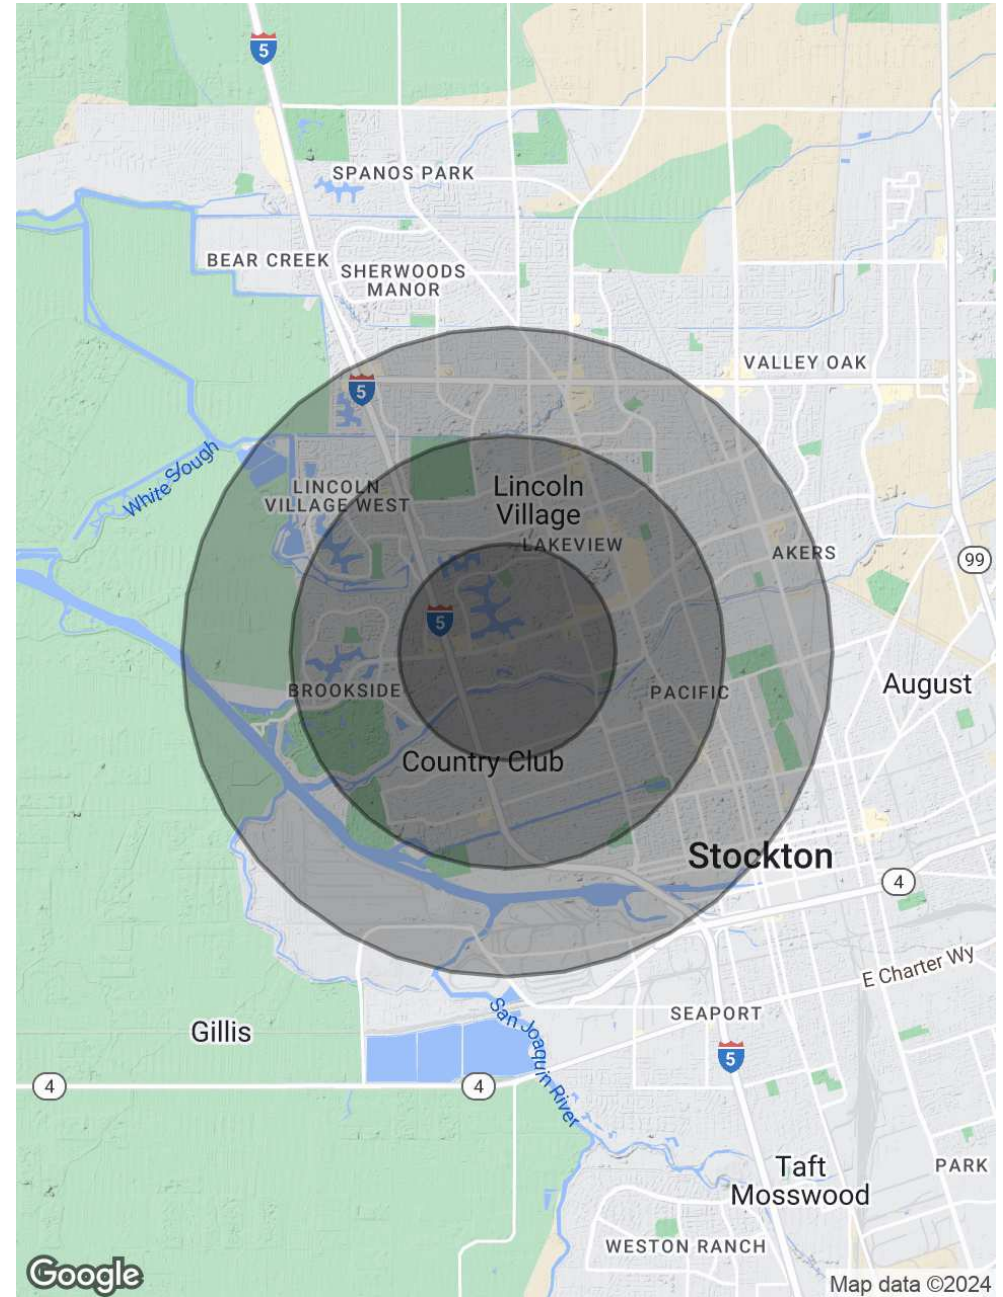 5
SPANOS PARK
BEAR CREEK
SHERWOODS
MANOR
VALLEY OAK
5
White Slough
LINCOLN
VILLAGE WEST
Lincoln
Village
LAKEVIEW
AKERS
99
5
BROOKSIDE
PACIFIC
August
Country Club
Stockton
4
E Charter Wy
San Joaquin River
SEAPORT
Gillis
5
4
4
Taft
Mosswood
PARK
WESTON RANCH
Google
Map data ©2024